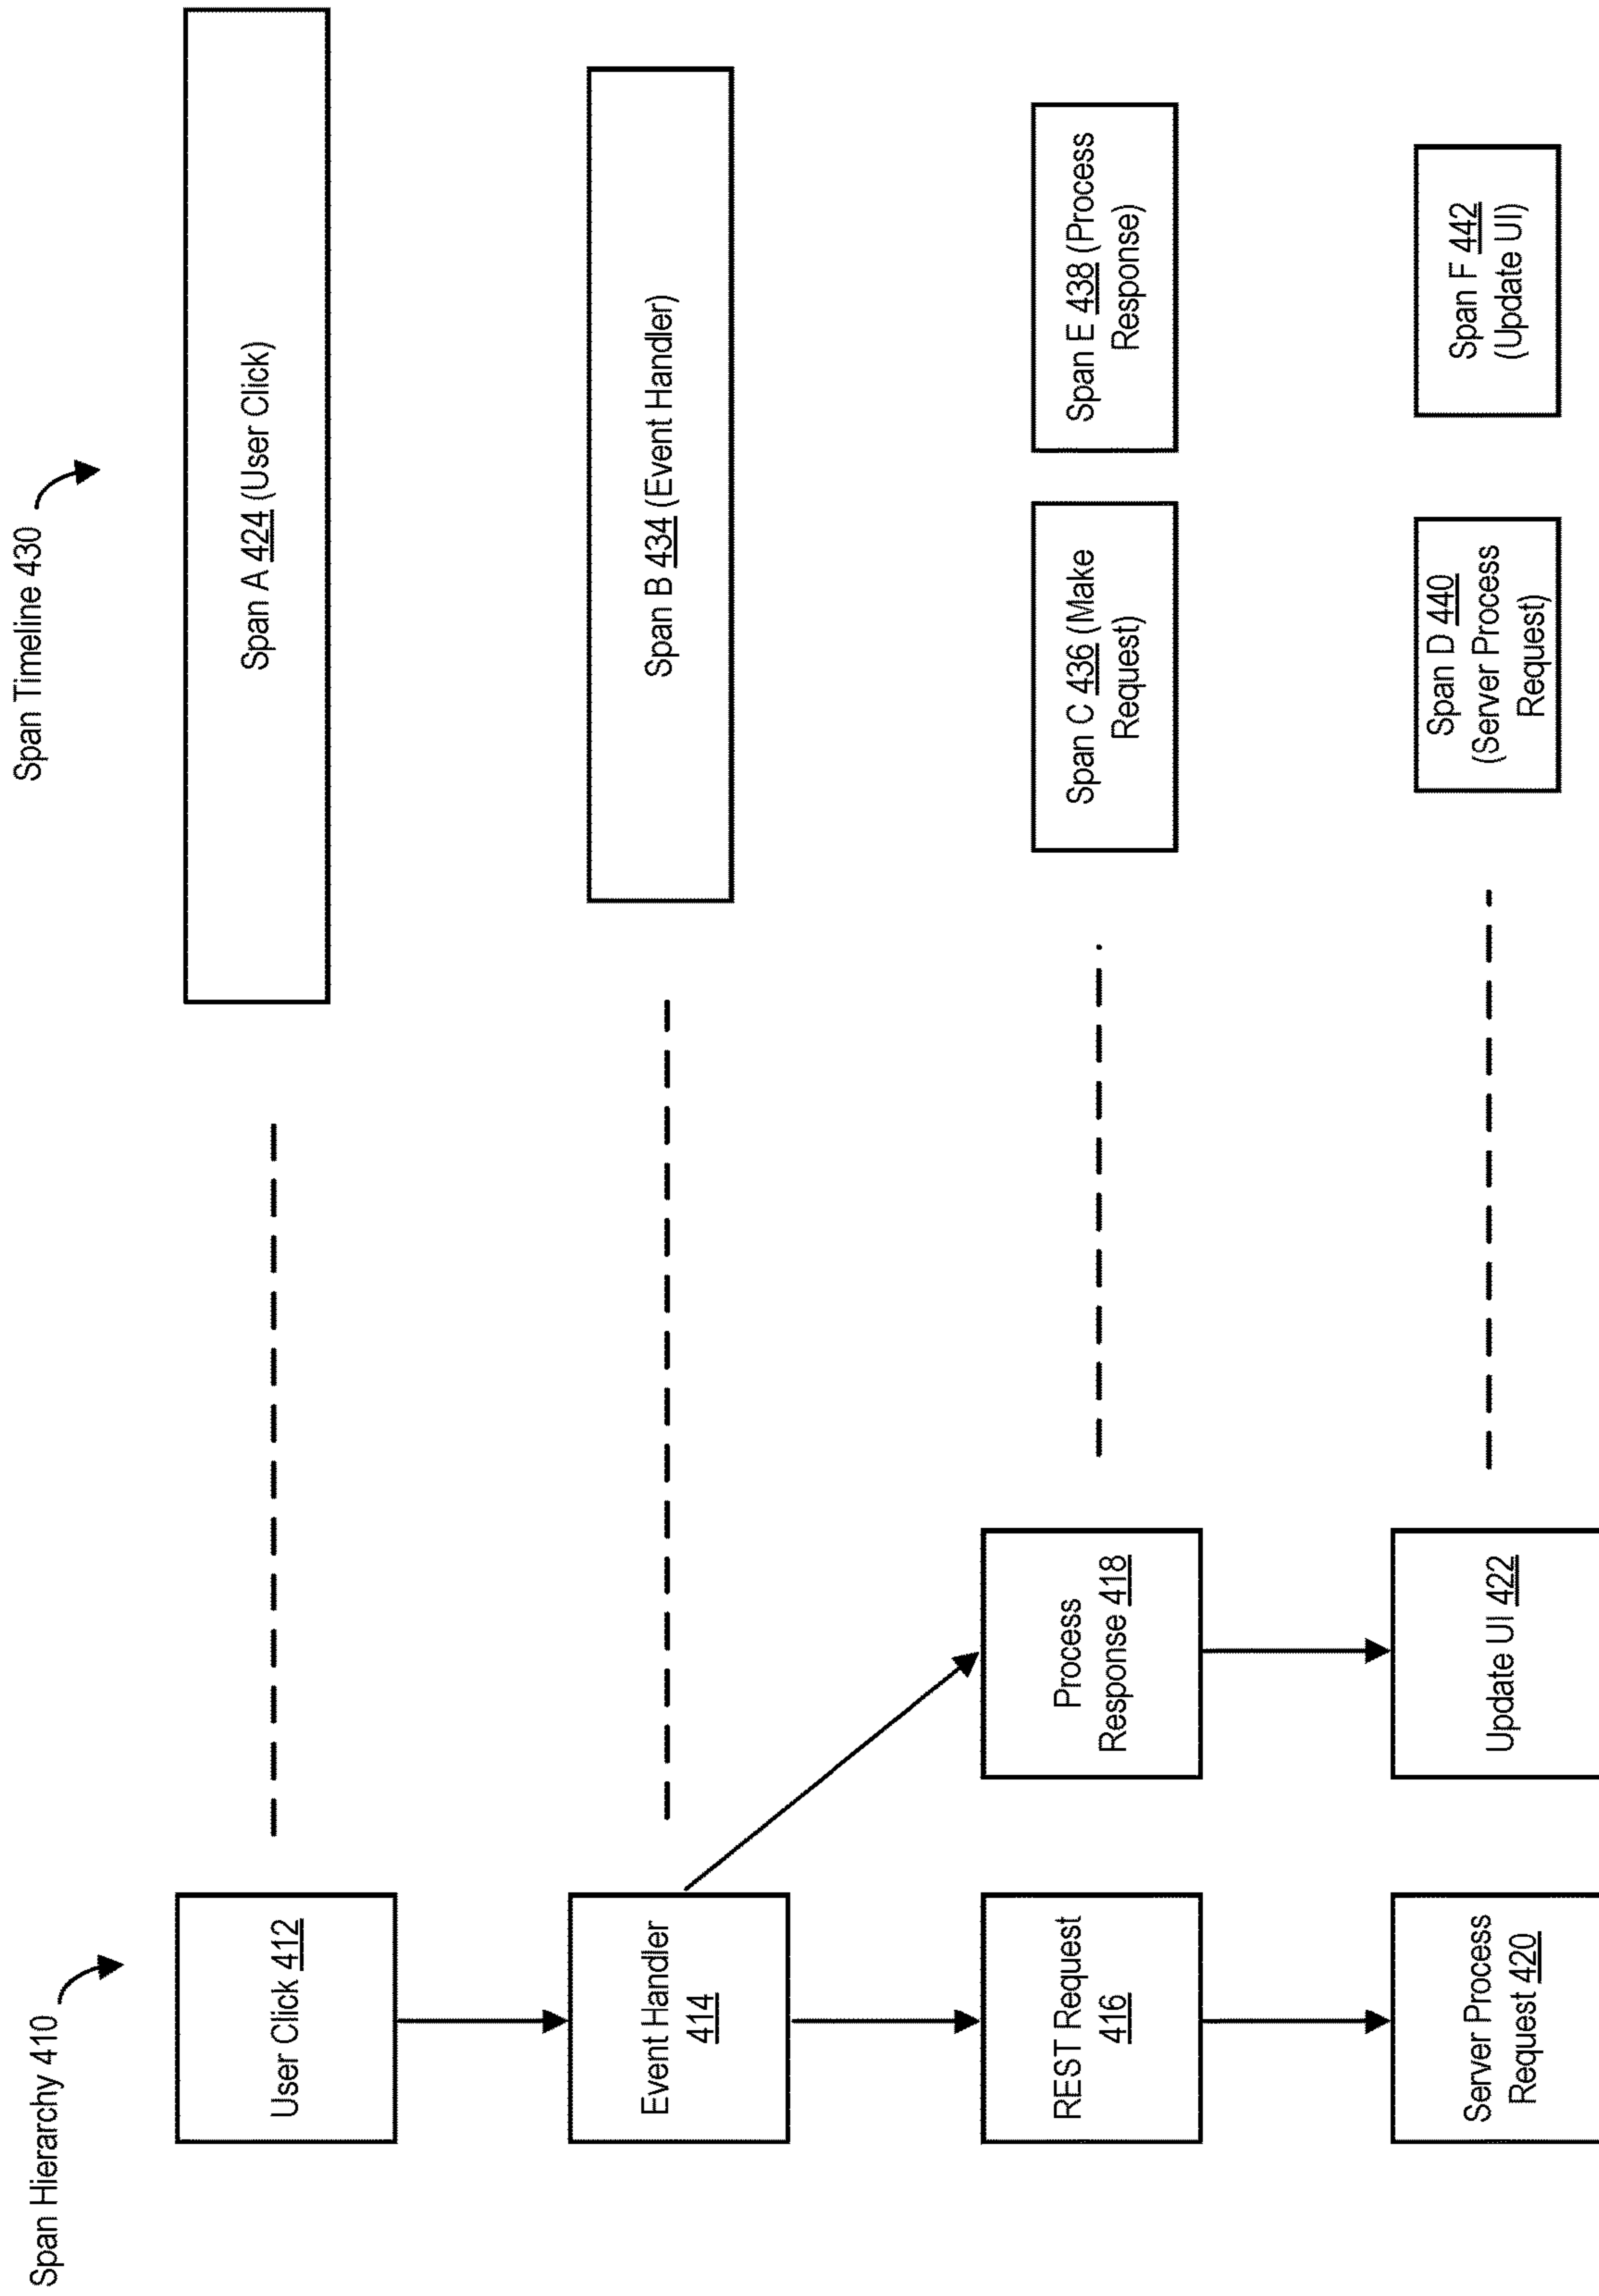 Span Hierarchy 410
Span Timeline 430
User Click 412
Span A 424 (User Click)
Event Handler
414
Span B 434 (Event Handler)
REST Request
416
Process
Response 418
Span C 436 (Make
Request)
Span E 438 (Process
Response)
Server Process
Request 420
Update UI 422
Span D 440
(Server Process
Request)
Span F 442
(Update UI)